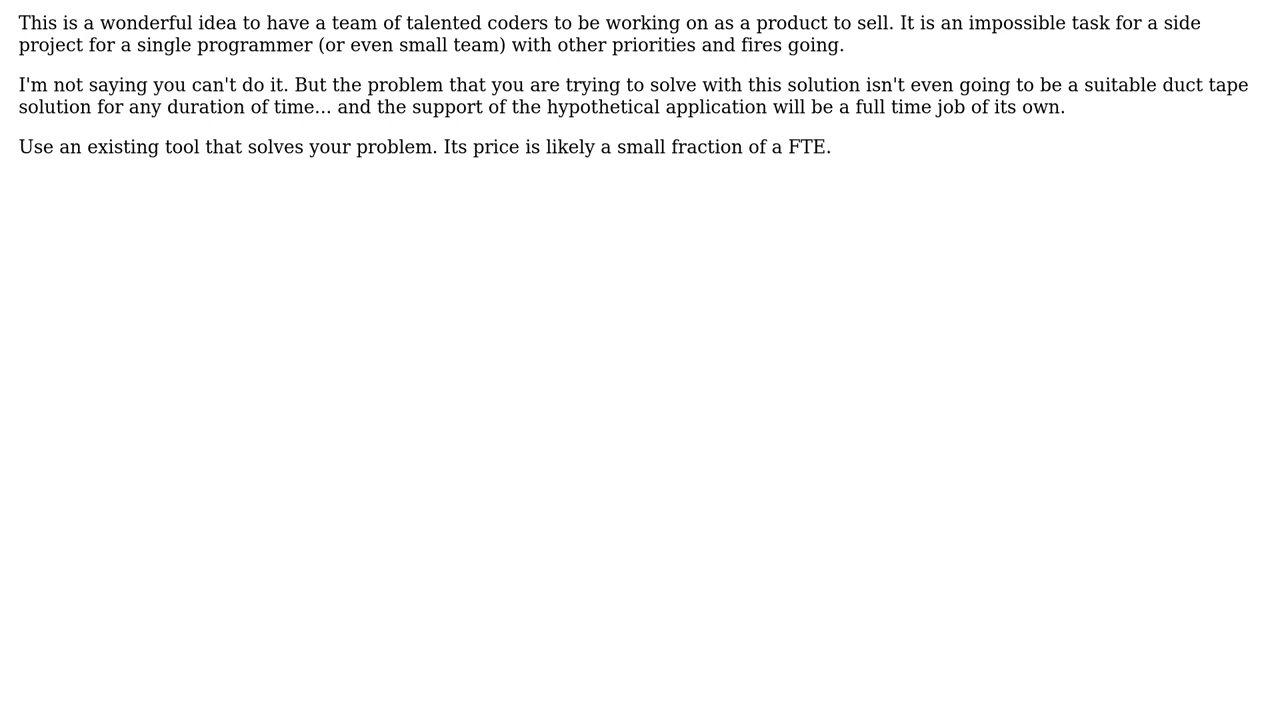 This is a wonderful idea to have a team of talented coders to be working on as a product to sell. It is an impossible task for a side
project for a single programmer (or even small team) with other priorities and fires going.
I'm not saying you can't do it. But the problem that you are trying to solve with this solution isn't even going to be a suitable duct tape
solution for any duration of time... and the support of the hypothetical application will be a full time job of its own.
Use an existing tool that solves your problem. Its price is likely a small fraction of a FTE.